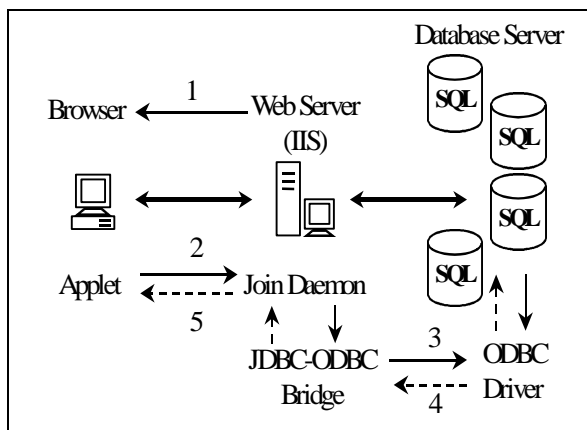 Database Server
SQL
1
Browser
Web Server
(IIS)
SQL
SQL
2
Applet
Join Daemon
SQL
5
3
JDBC-ODBC
Bridge
ODBC
Driver
4